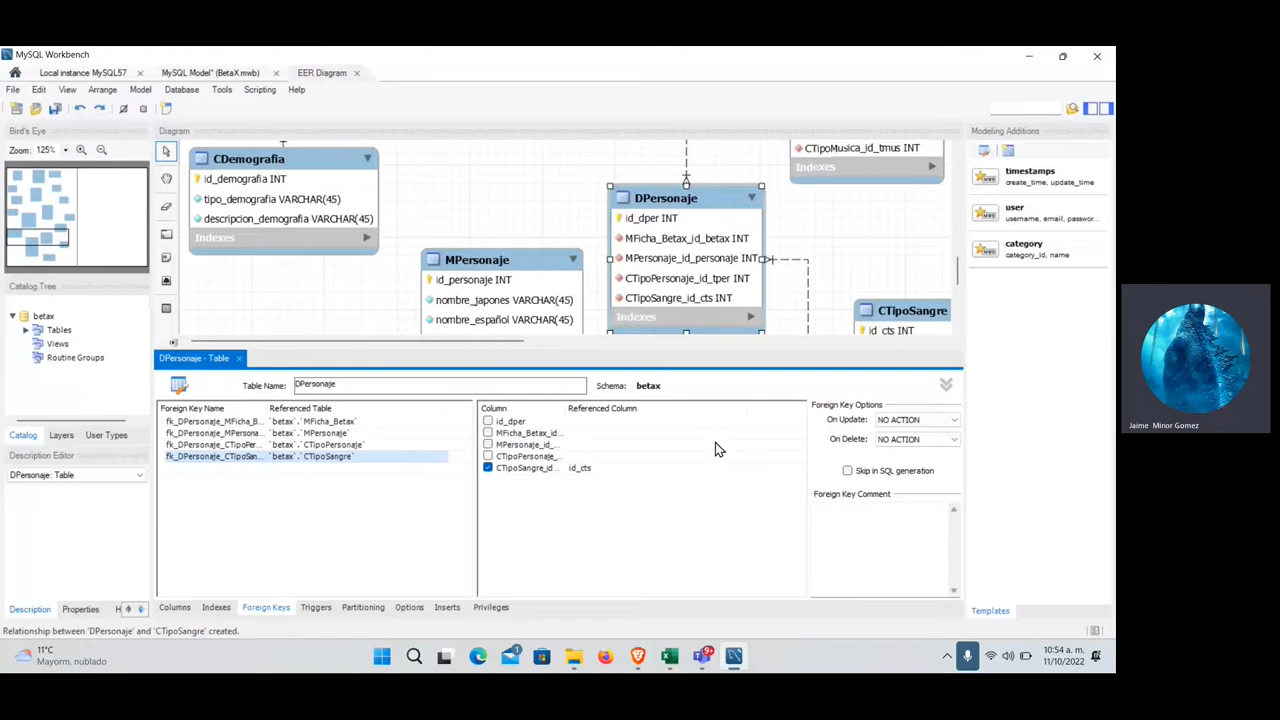 MySQL Workbench
Local instance MySQL57
MySQL Model* (BetaX.mwb)
EER Diagram
File Edit View Arrange Model Database Tools Scripting Help
Bird's Eye
Zoom: 125%
Diagram
Modeling Additions
CDemografia
id_demografia INT
tipo_demografia VARCHAR(45)
descripcion_demografia VARCHAR(45)
Indexes
MPersonaje
id_personaje INT
nombre_japones VARCHAR(45)
nombre_español VARCHAR(45)
DPersonaje
id_dper INT
MFicha_Betax_id_betax INT
MPersonaje_id_personaje INT
CTipoPersonaje_id_tper INT
CTipoSangre_id_cts INT
Indexes
CTipoMusica_id_tmus INT
Indexes
CTipoSangre
id_cts INT
timestamps
create_time, update_time
user
username, email, passwor...
category
category_id, name
Catalog Tree
betax
Tables
Views
Routine Groups
Catalog Layers User Types
Description Editor
DPersonaje: Table
DPersonaje - Table
Table Name: DPersonaje Schema: betax
Foreign Key Name Referenced Table
fk_DPersonaje_MFicha_B... `betax`.`MFicha_Betax`
fk_DPersonaje_MPersona... `betax`.`MPersonaje`
fk_DPersonaje_CTipoPer... `betax`.`CTipoPersonaje`
fk_DPersonaje_CTipoSan... `betax`.`CTipoSangre`
Column Referenced Column
id_dper
MFicha_Betax_id...
MPersonaje_id_...
CTipoPersonaje_...
CTipoSangre_id... id_cts
Foreign Key Options
On Update: NO ACTION
On Delete: NO ACTION
Skip in SQL generation
Foreign Key Comment
Description Properties H
Columns Indexes Foreign Keys Triggers Partitioning Options Inserts Privileges
Templates
Relationship between 'DPersonaje' and 'CTipoSangre' created.
11°C
Mayorm. nublado
1
9+
10:54 a. m.
11/10/2022
Jaime Minor Gomez